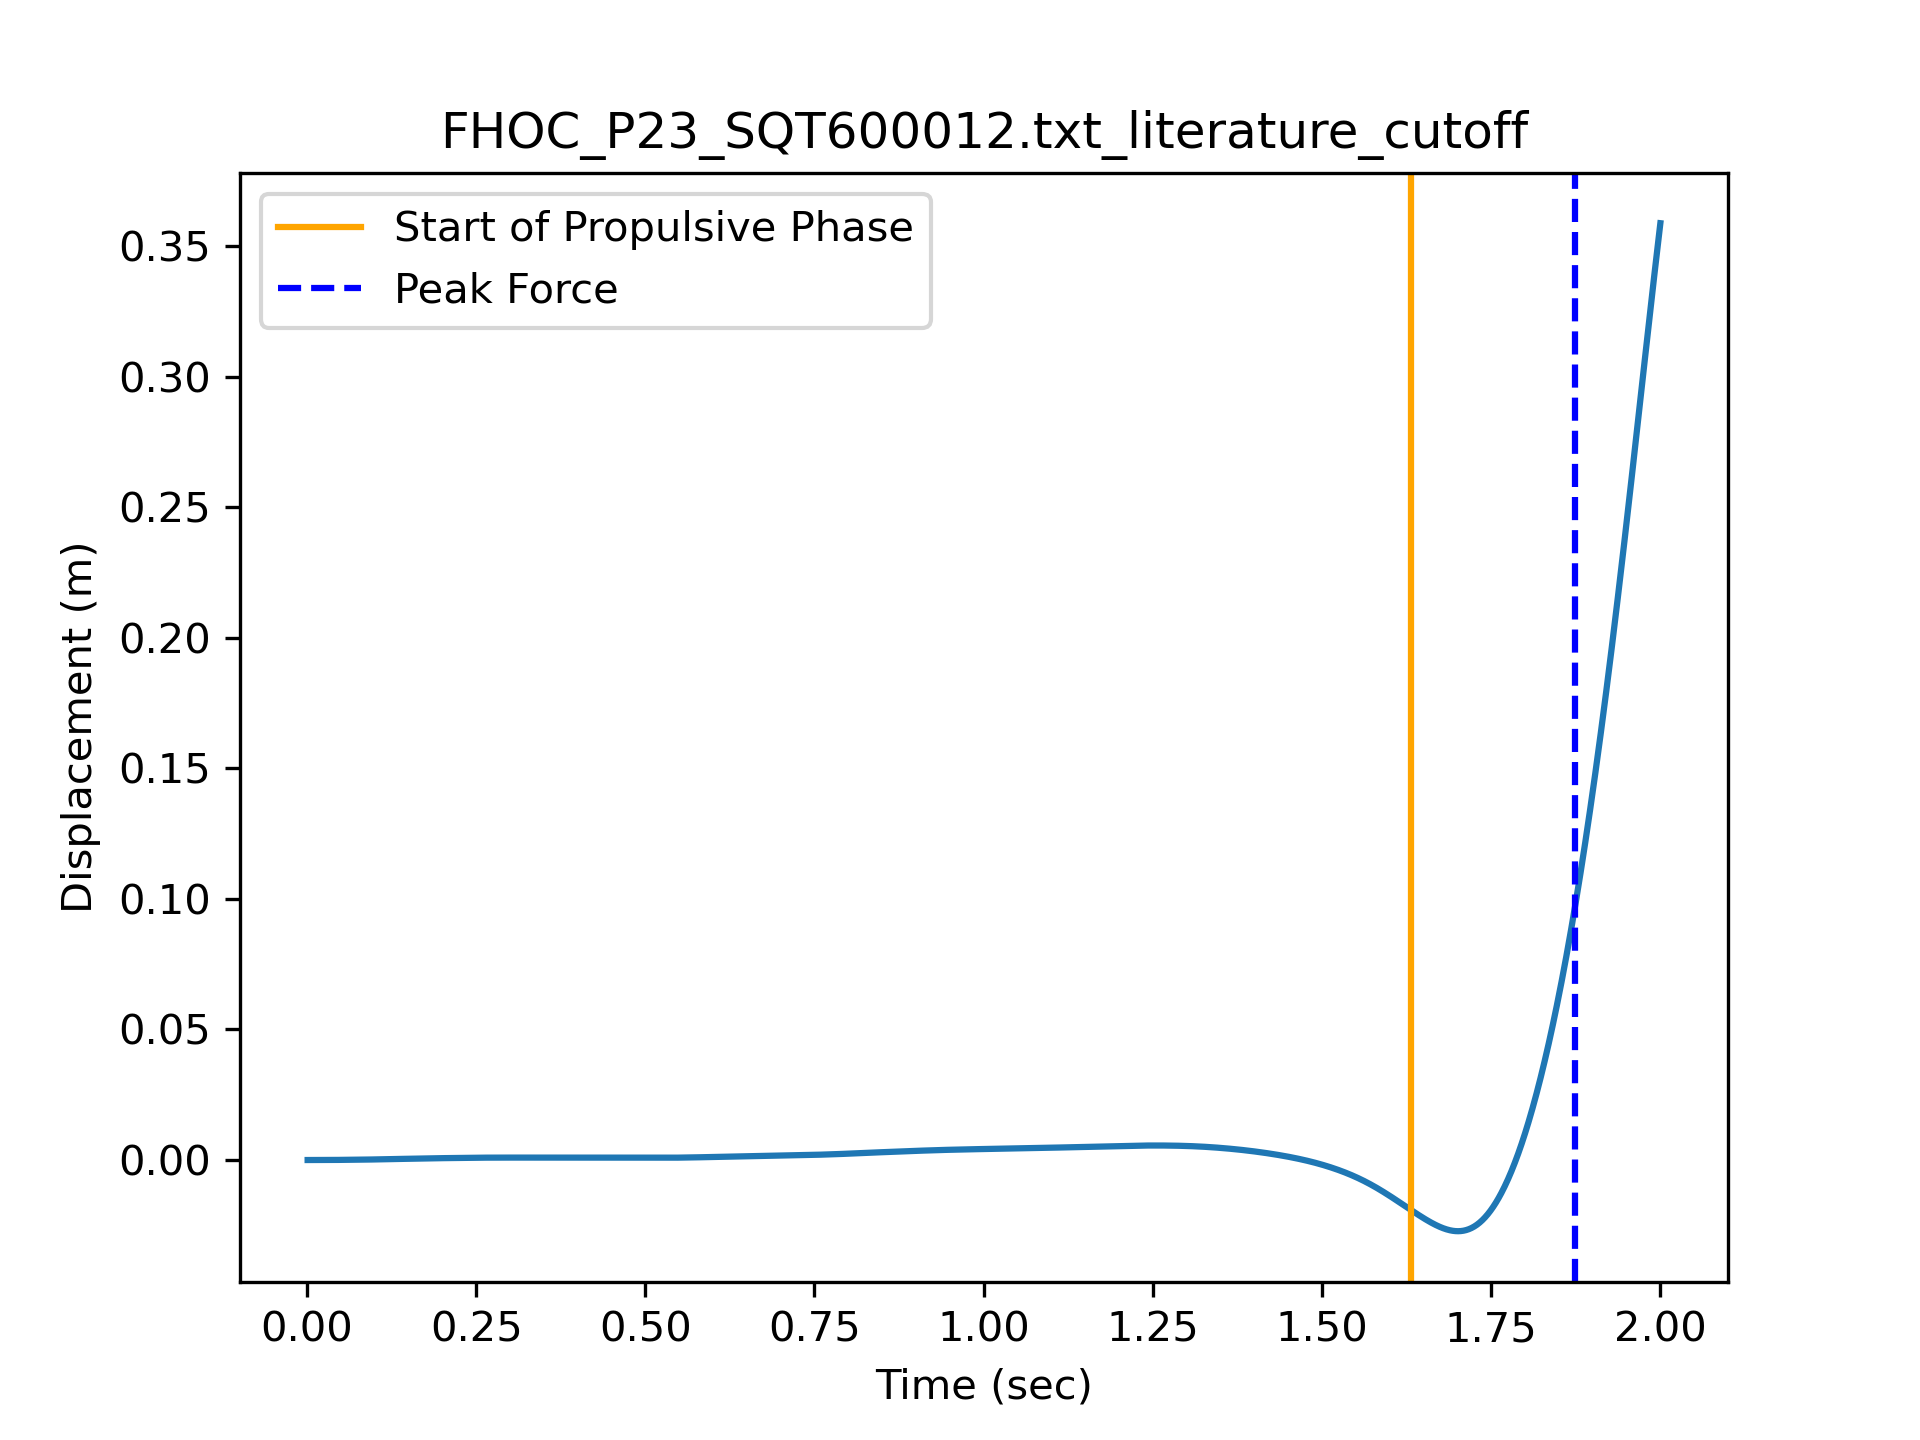 FHOC_P23_SQT600012.txt_literature_cutoff
Start of Propulsive Phase
Peak Force
0.35
0.30
0.25
0.20
0.15
0.10
0.05
0.00
Displacement (m)
0.00 0.25 0.50 0.75 1.00 1.25 1.50 1.75 2.00
Time (sec)